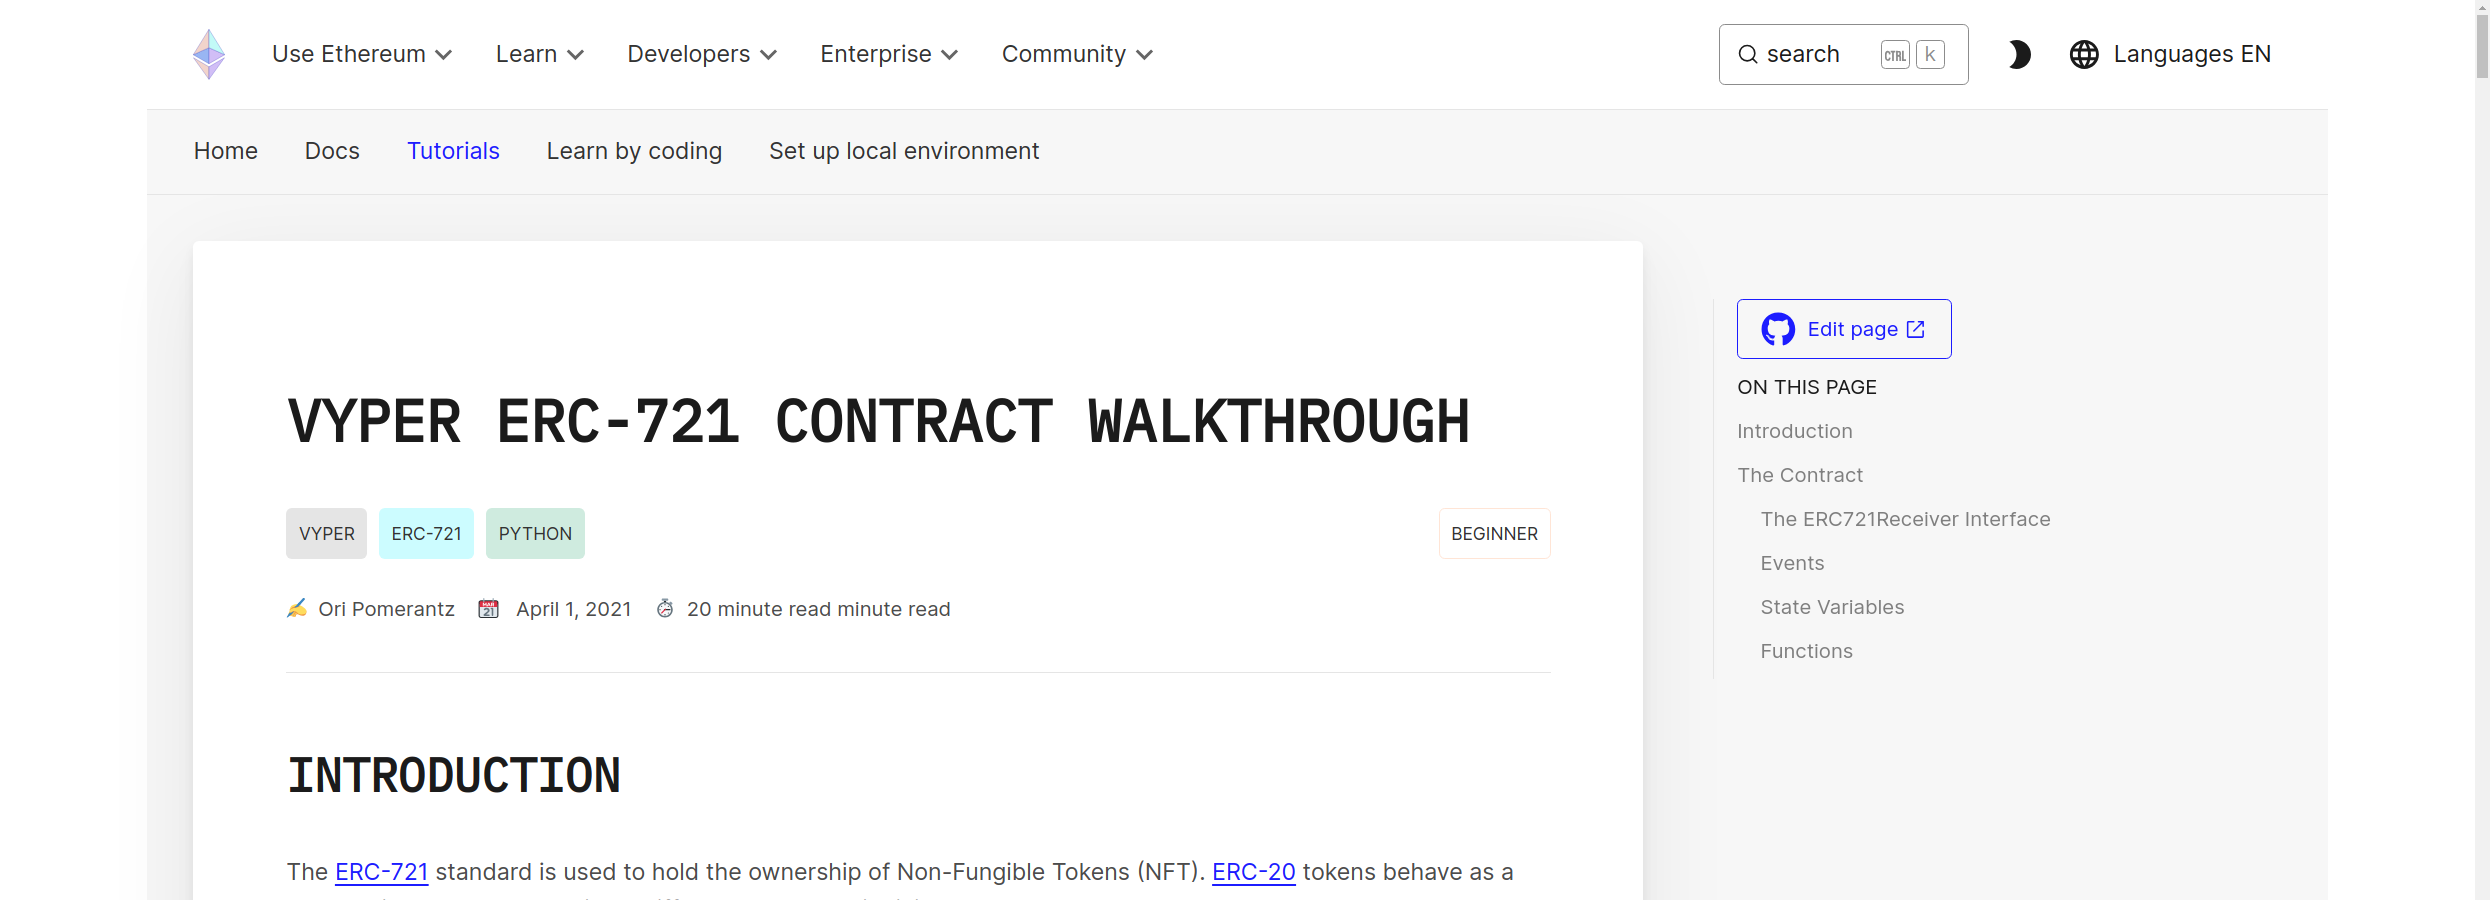 Use Ethereum Learn Developers Enterprise Community search CTRL k Languages EN
Home Docs Tutorials Learn by coding Set up local environment
Edit page
ON THIS PAGE
Introduction
The Contract
The ERC721Receiver Interface
Events
State Variables
Functions
VYPER ERC-721 CONTRACT WALKTHROUGH
VYPER ERC-721 PYTHON BEGINNER
Ori Pomerantz April 1, 2021 20 minute read minute read
INTRODUCTION
The ERC-721 standard is used to hold the ownership of Non-Fungible Tokens (NFT). ERC-20 tokens behave as a